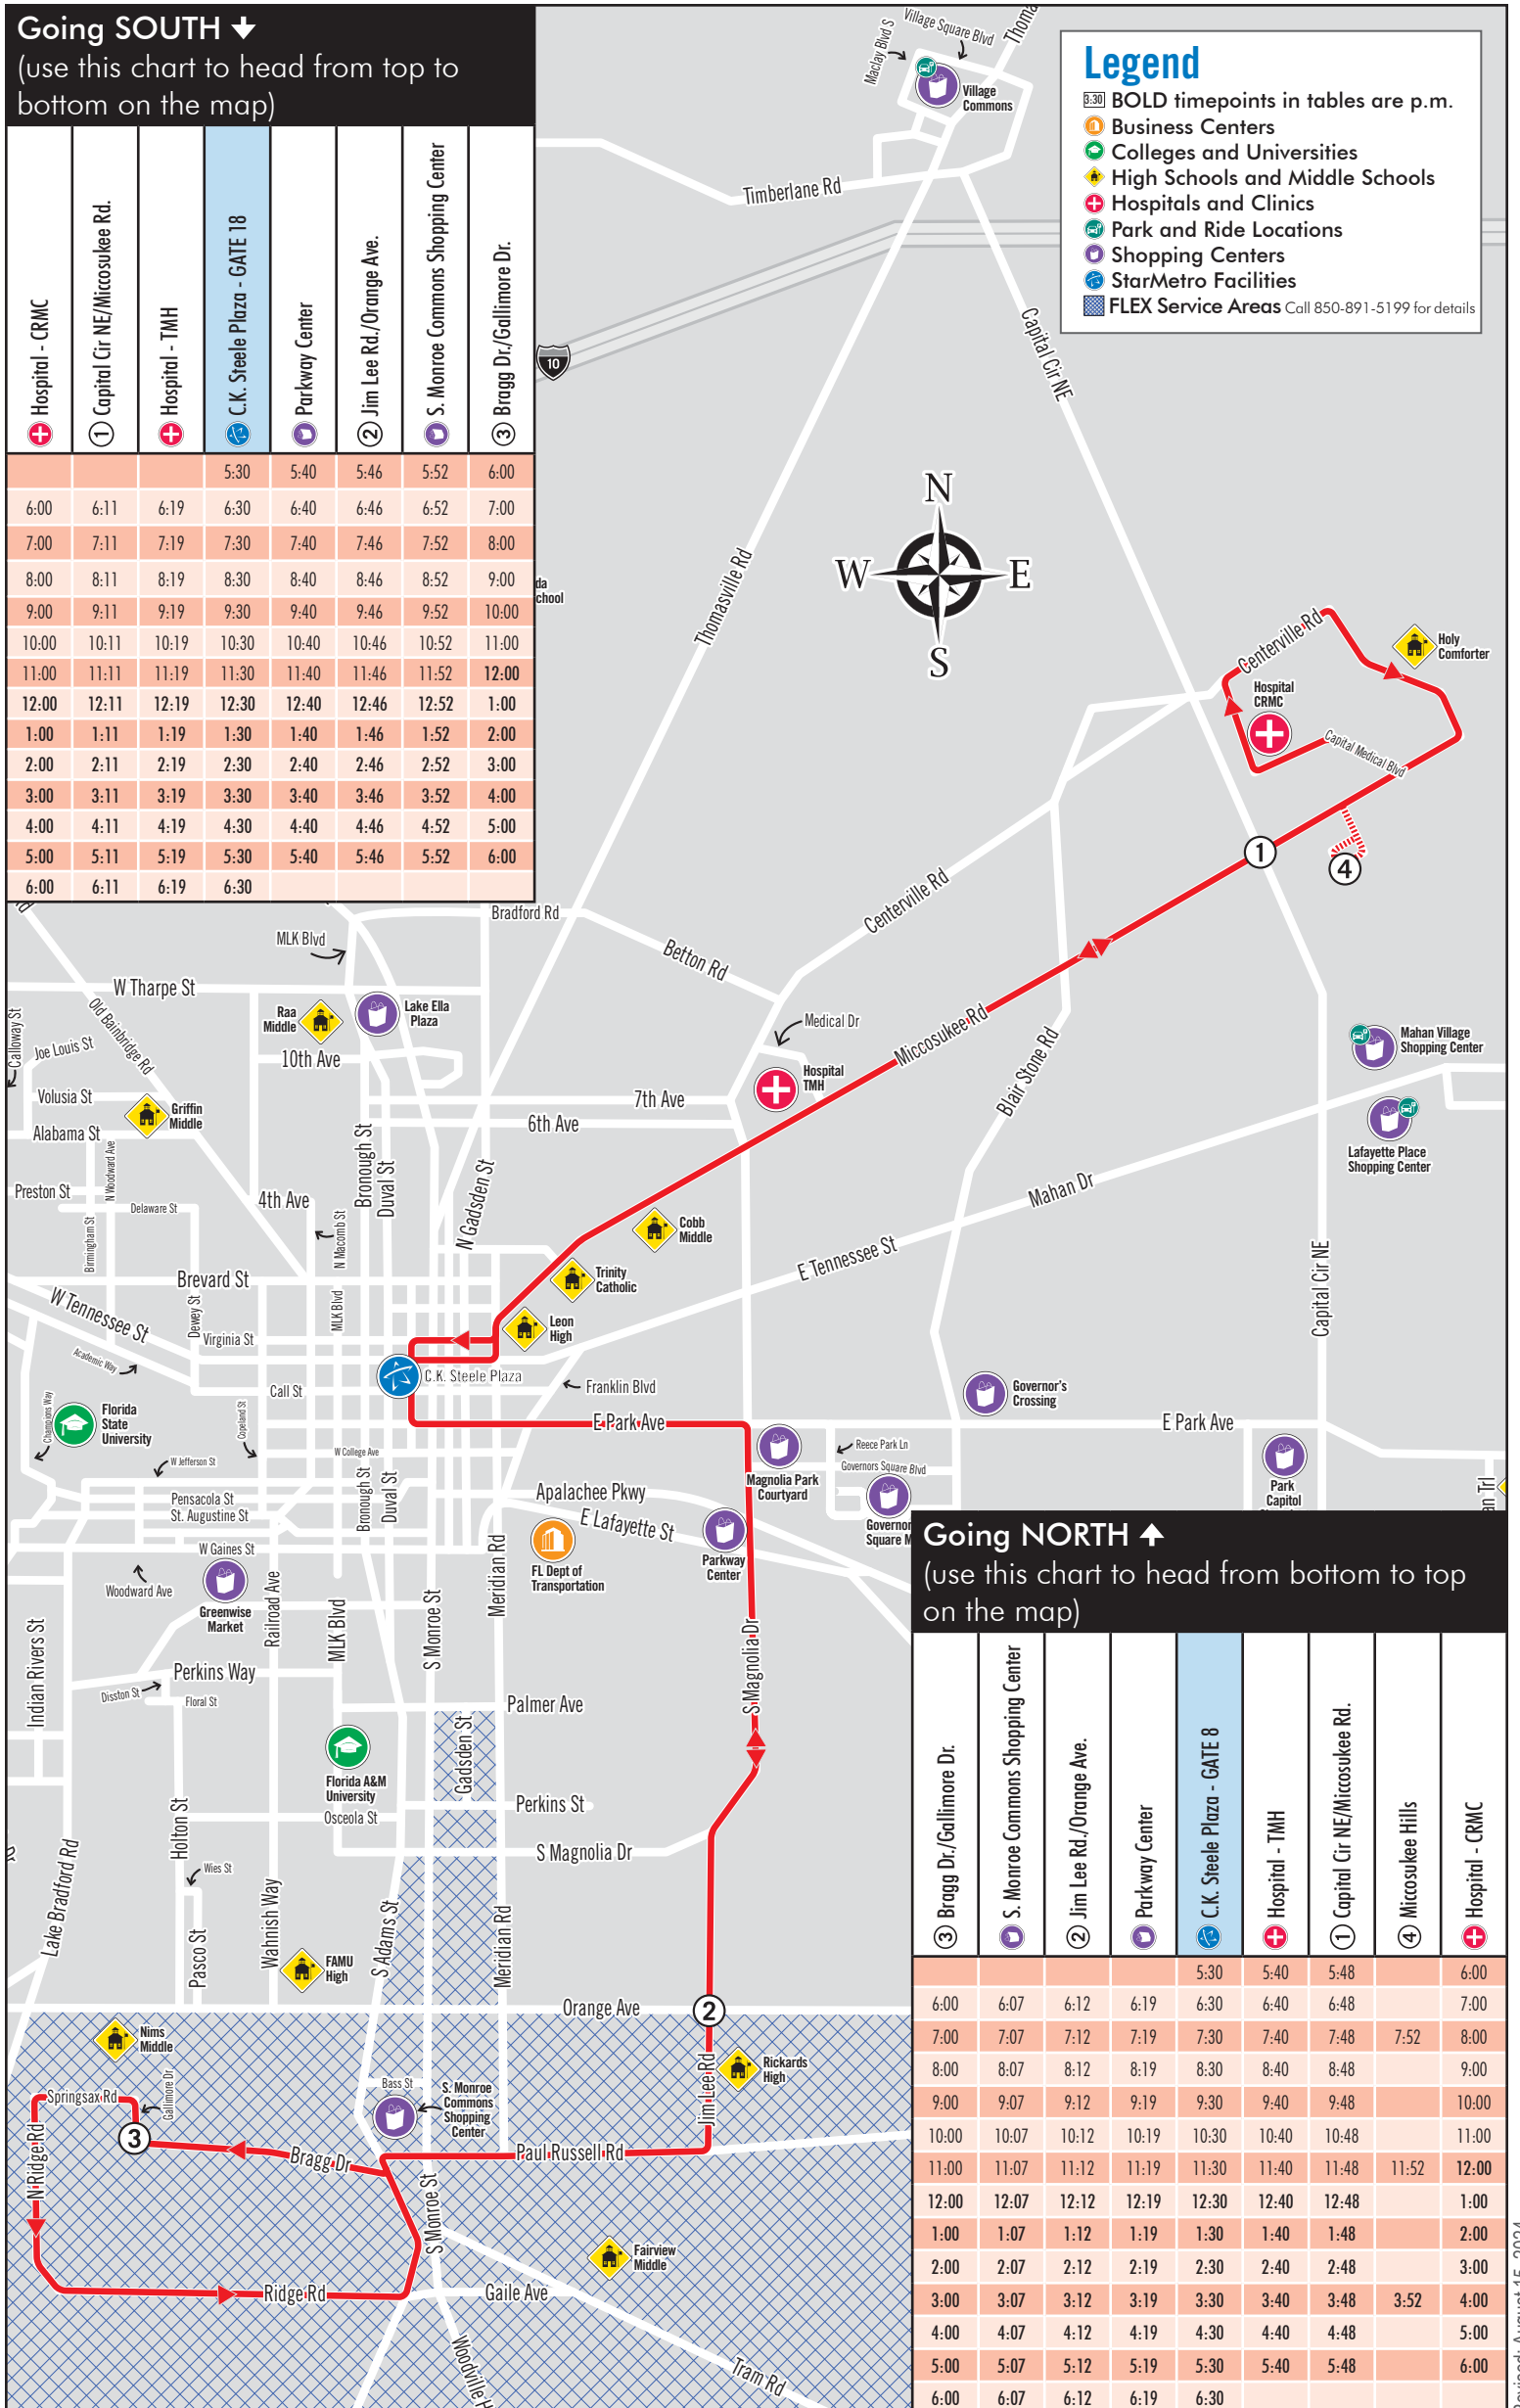 Going SOUTH
(use this chart to head from top to
bottom on the map)
Hospital - CRMC
1 Capital Cir NE/Miccosukee Rd.
Hospital - TMH
C.K. Steele Plaza - GATE 18
Parkway Center
2 Jim Lee Rd./Orange Ave.
S. Monroe Commons Shopping Center
3 Bragg Dr./Gallimore Dr.
5:30 5:40 5:46 5:52 6:00
6:00 6:11 6:19 6:30 6:40 6:46 6:52 7:00
7:00 7:11 7:19 7:30 7:40 7:46 7:52 8:00
8:00 8:11 8:19 8:30 8:40 8:46 8:52 9:00
9:00 9:11 9:19 9:30 9:40 9:46 9:52 10:00
10:00 10:11 10:19 10:30 10:40 10:46 10:52 11:00
11:00 11:11 11:19 11:30 11:40 11:46 11:52 12:00
12:00 12:11 12:19 12:30 12:40 12:46 12:52 1:00
1:00 1:11 1:19 1:30 1:40 1:46 1:52 2:00
2:00 2:11 2:19 2:30 2:40 2:46 2:52 3:00
3:00 3:11 3:19 3:30 3:40 3:46 3:52 4:00
4:00 4:11 4:19 4:30 4:40 4:46 4:52 5:00
5:00 5:11 5:19 5:30 5:40 5:46 5:52 6:00
6:00 6:11 6:19 6:30
Legend
3:30 BOLD timepoints in tables are p.m.
Business Centers
Colleges and Universities
High Schools and Middle Schools
Hospitals and Clinics
Park and Ride Locations
Shopping Centers
StarMetro Facilities
FLEX Service Areas Call 850-891-5199 for details
Maclay Blvd S
Village Square Blvd
Thoma
Village
Commons
Timberlane Rd
10
Capital Cir NE
N
W
E
S
da
chool
Thomasville Rd
Centerville Rd
Holy
Comforter
Hospital
CRMC
Capital Medical Blvd
1
4
Bradford Rd
MLK Blvd
Betton Rd
Centerville Rd
W Tharpe St
Old Bainbridge Rd
Raa
Middle
Lake Ella
Plaza
Calloway St
Joe Louis St
10th Ave
Medical Dr
Miccosukee Rd
Blair Stone Rd
Mahan Village
Shopping Center
Hospital
TMH
Volusia St
Griffin
Middle
7th Ave
6th Ave
Alabama St
Lafayette Place
Shopping Center
N Woodward Ave
Bronough St
Duval St
N Gadsden St
Preston St
Delaware St
4th Ave
Mahan Dr
Birmingham St
N Macomb St
Cobb
Middle
E Tennessee St
Capital Cir NE
Brevard St
Trinity
Catholic
W Tennessee St
Dewey St
Virginia St
MLK Blvd
Leon
High
Academic Way
C.K. Steele Plaza
Call St
Franklin Blvd
Governor's
Crossing
Champions Way
Florida
State
University
Copeland St
E Park Ave
E Park Ave
W Jefferson St
W College Ave
Reece Park Ln
Governors Square Blvd
Magnolia Park
Courtyard
Park
Capitol
an Trl
Pensacola St
St. Augustine St
Bronough St
Duval St
Apalachee Pkwy
E Lafayette St
Governor
Square M
W Gaines St
Parkway
Center
FL Dept of
Transportation
Woodward Ave
Greenwise
Market
Railroad Ave
MLK Blvd
S Monroe St
Meridian Rd
Indian Rivers St
S Magnolia Dr
Perkins Way
Disston St
Floral St
Palmer Ave
Gadsden St
Florida A&M
University
Holton St
Osceola St
Perkins St
S Magnolia Dr
Lake Bradford Rd
Wies St
Pasco St
Wahnish Way
FAMU
High
S Adams St
Meridian Rd
Orange Ave
2
Nims
Middle
Rickards
High
Springsax Rd
Gallimore Dr
Bass St
S. Monroe
Commons
Shopping
Center
Jim Lee Rd
3
N Ridge Rd
Bragg Dr
Paul Russell Rd
S Monroe St
Fairview
Middle
Ridge Rd
Gaile Ave
Woodville H
Tram Rd
Going NORTH
(use this chart to head from bottom to top
on the map)
3 Bragg Dr./Gallimore Dr.
S. Monroe Commons Shopping Center
2 Jim Lee Rd./Orange Ave.
Parkway Center
C.K. Steele Plaza - GATE 8
Hospital - TMH
1 Capital Cir NE/Miccosukee Rd.
4 Miccosukee Hills
Hospital - CRMC
5:30 5:40 5:48 6:00
6:00 6:07 6:12 6:19 6:30 6:40 6:48 7:00
7:00 7:07 7:12 7:19 7:30 7:40 7:48 7:52 8:00
8:00 8:07 8:12 8:19 8:30 8:40 8:48 9:00
9:00 9:07 9:12 9:19 9:30 9:40 9:48 10:00
10:00 10:07 10:12 10:19 10:30 10:40 10:48 11:00
11:00 11:07 11:12 11:19 11:30 11:40 11:48 11:52 12:00
12:00 12:07 12:12 12:19 12:30 12:40 12:48 1:00
1:00 1:07 1:12 1:19 1:30 1:40 1:48 2:00
2:00 2:07 2:12 2:19 2:30 2:40 2:48 3:00
3:00 3:07 3:12 3:19 3:30 3:40 3:48 3:52 4:00
4:00 4:07 4:12 4:19 4:30 4:40 4:48 5:00
5:00 5:07 5:12 5:19 5:30 5:40 5:48 6:00
6:00 6:07 6:12 6:19 6:30